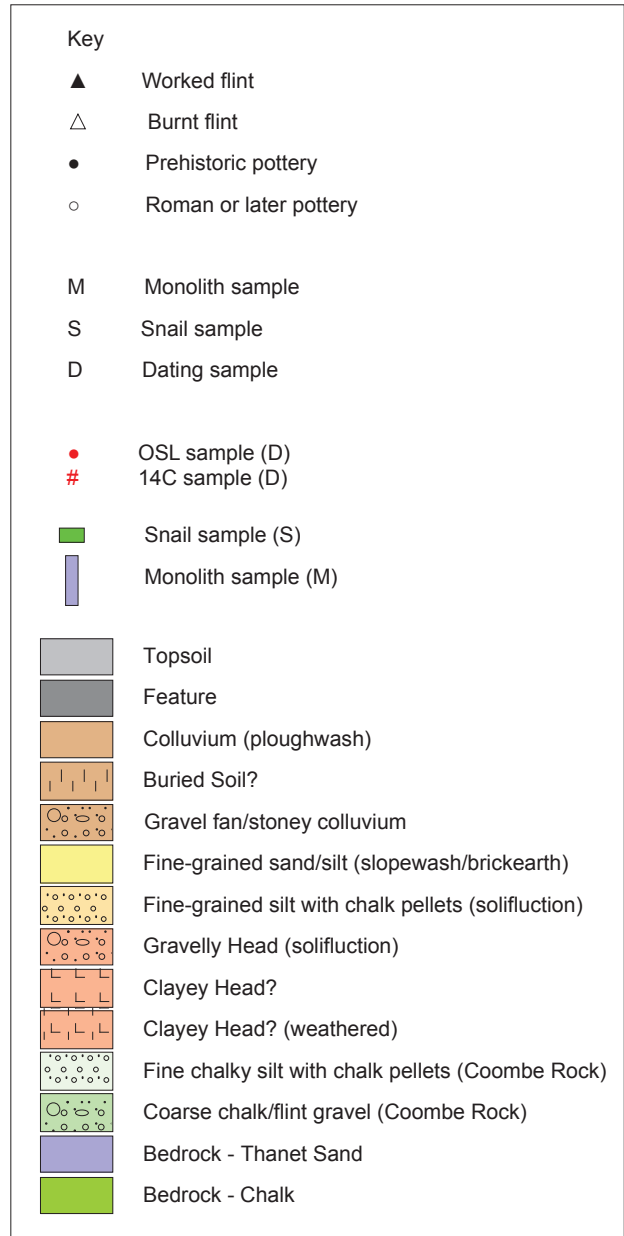 Key
▲ Worked flint
△ Burnt flint
● Prehistoric pottery
○ Roman or later pottery
M Monolith sample
S Snail sample
D Dating sample
● OSL sample (D)
# 14C sample (D)
Snail sample (S)
Monolith sample (M)
Topsoil
Feature
Colluvium (ploughwash)
Buried Soil?
Gravel fan/stoney colluvium
Fine-grained sand/silt (slopewash/brickearth)
Fine-grained silt with chalk pellets (solifluction)
Gravelly Head (solifluction)
Clayey Head?
Clayey Head? (weathered)
Fine chalky silt with chalk pellets (Coombe Rock)
Coarse chalk/flint gravel (Coombe Rock)
Bedrock - Thanet Sand
Bedrock - Chalk